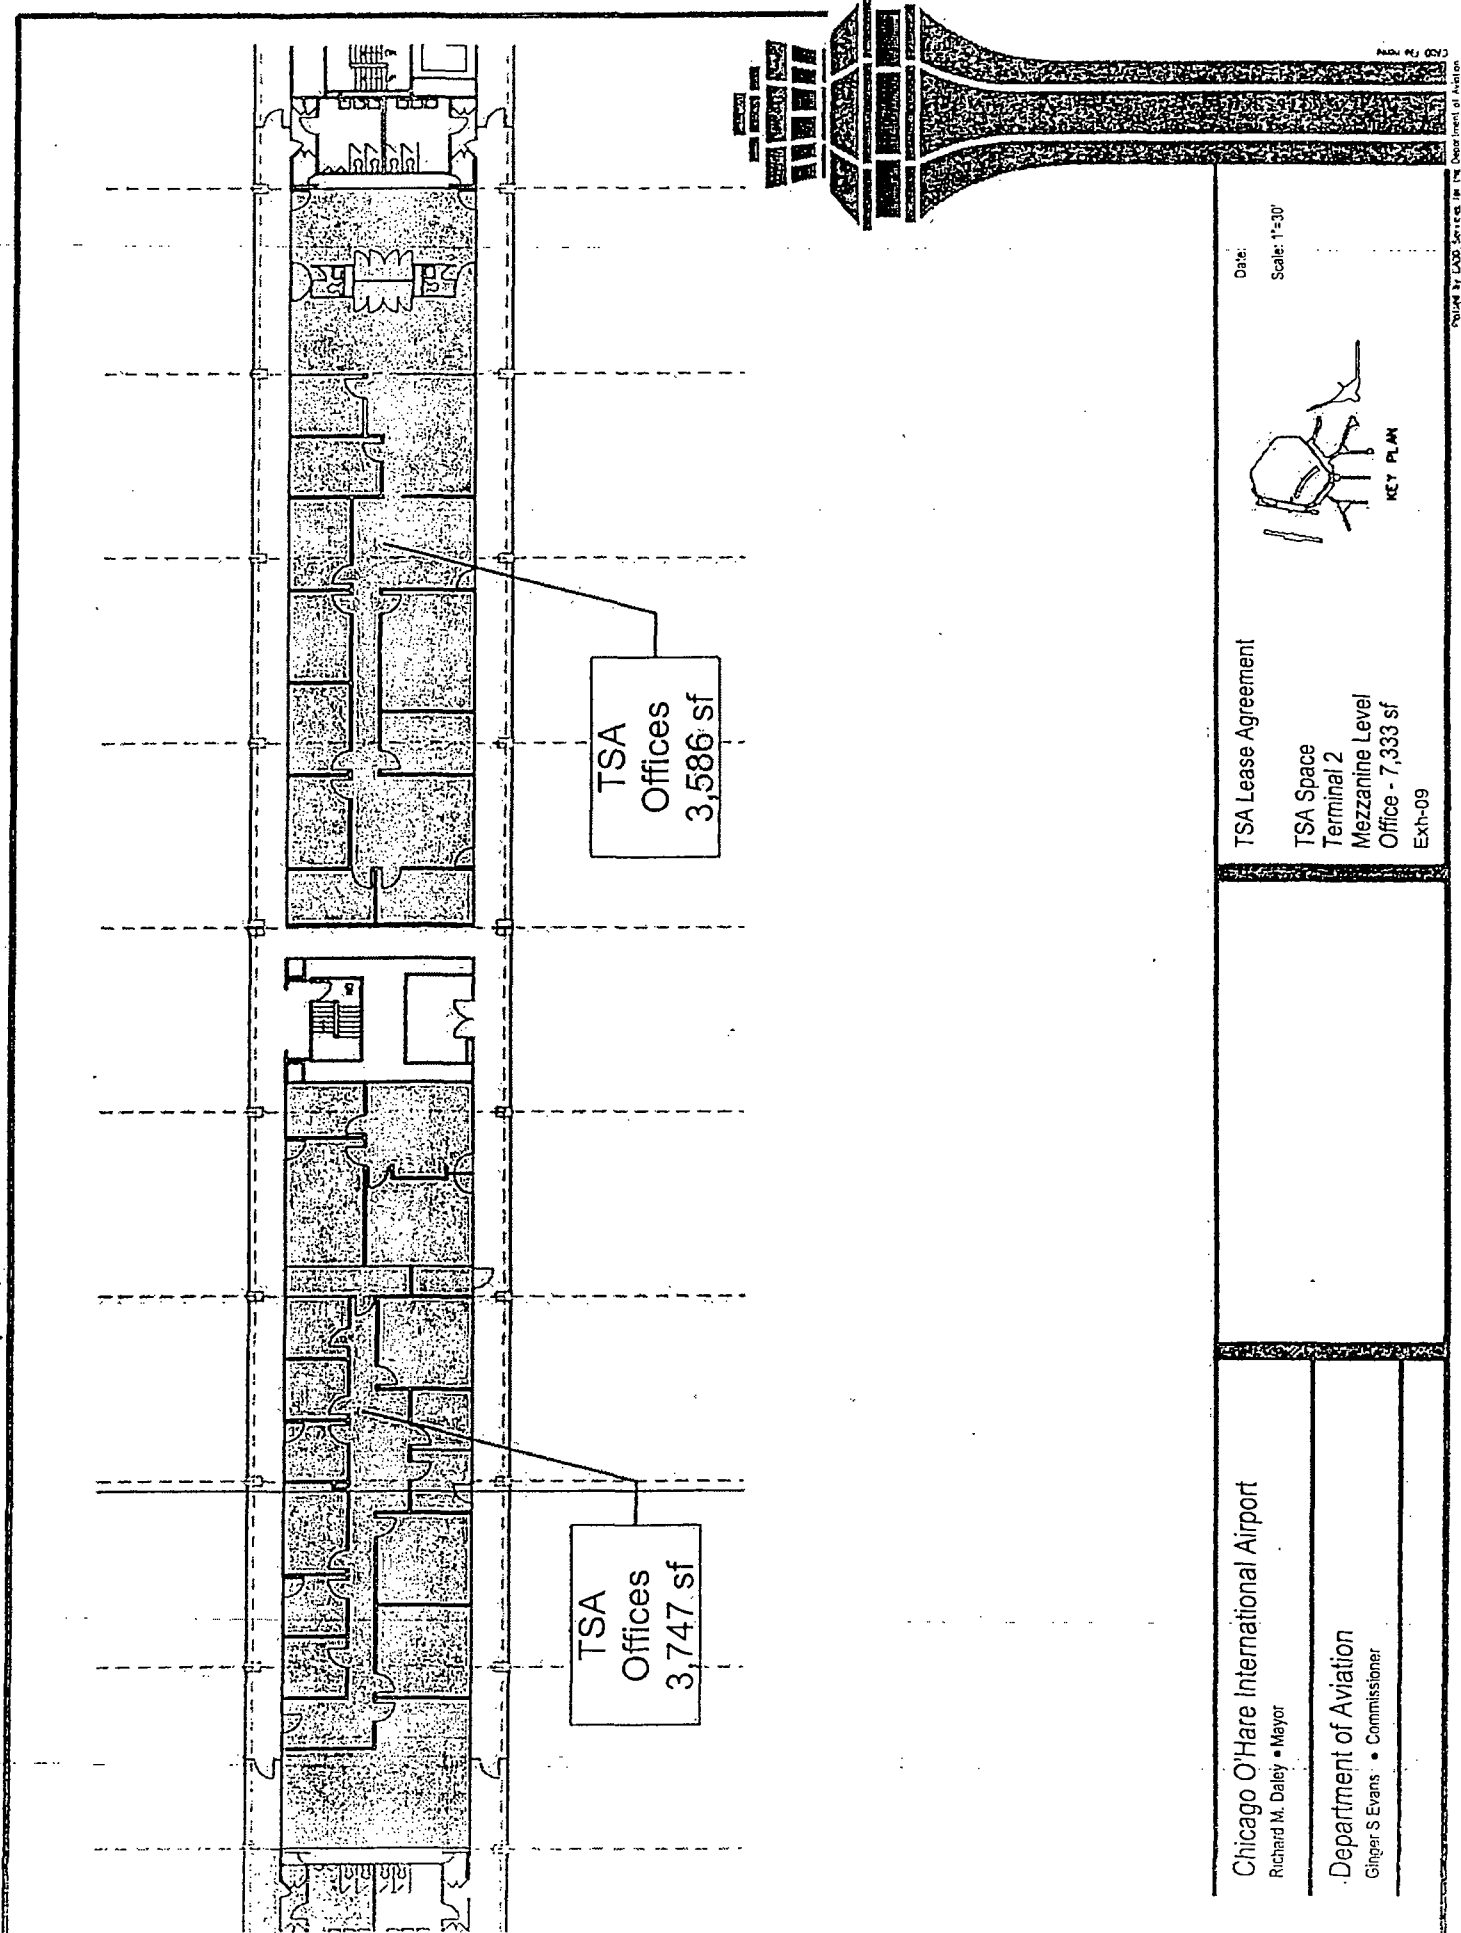 TSA
Offices
3,586 sf
TSA
Offices
3,747 sf
Chicago O'Hare International Airport
Richard M. Daley • Mayor
Department of Aviation
Ginger S Evans • Commissioner
TSA Lease Agreement
TSA Space
Terminal 2
Mezzanine Level
Office - 7,333 sf
Exh-09
KEY PLAN
Date:
Scale: 1"=30'